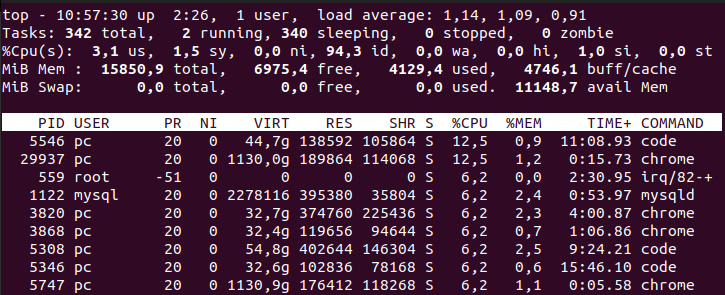 top - 10:57:30 up  2:26,  1 user,  load average: 1,14, 1,09, 0,91
Tasks: 342 total,   2 running, 340 sleeping,   0 stopped,   0 zombie
%Cpu(s):  3,1 us,  1,5 sy,  0,0 ni, 94,3 id,  0,0 wa,  0,0 hi,  1,0 si,  0,0 st
MiB Mem :  15850,9 total,   6975,4 free,   4129,4 used,   4746,1 buff/cache
MiB Swap:      0,0 total,      0,0 free,      0,0 used.  11148,7 avail Mem
PID USER      PR  NI    VIRT    RES    SHR S  %CPU  %MEM     TIME+ COMMAND
5546 pc        20   0   44,7g 138592 105864 S  12,5   0,9  11:08.93 code
29937 pc        20   0 1130,0g 189864 114068 S  12,5   1,2   0:15.73 chrome
559 root     -51   0       0      0      0 S   6,2   0,0   2:30.95 irq/82-+
1122 mysql     20   0 2278116 395380  35804 S   6,2   2,4   0:53.97 mysqld
3820 pc        20   0   32,7g 374760 225436 S   6,2   2,3   4:00.87 chrome
3868 pc        20   0   32,4g 119656  94644 S   6,2   0,7   1:06.86 chrome
5308 pc        20   0   54,8g 402644 146304 S   6,2   2,5   9:24.21 code
5346 pc        20   0   32,6g 102836  78168 S   6,2   0,6  15:46.10 code
5747 pc        20   0 1130,9g 176412 118268 S   6,2   1,1   0:05.58 chrome